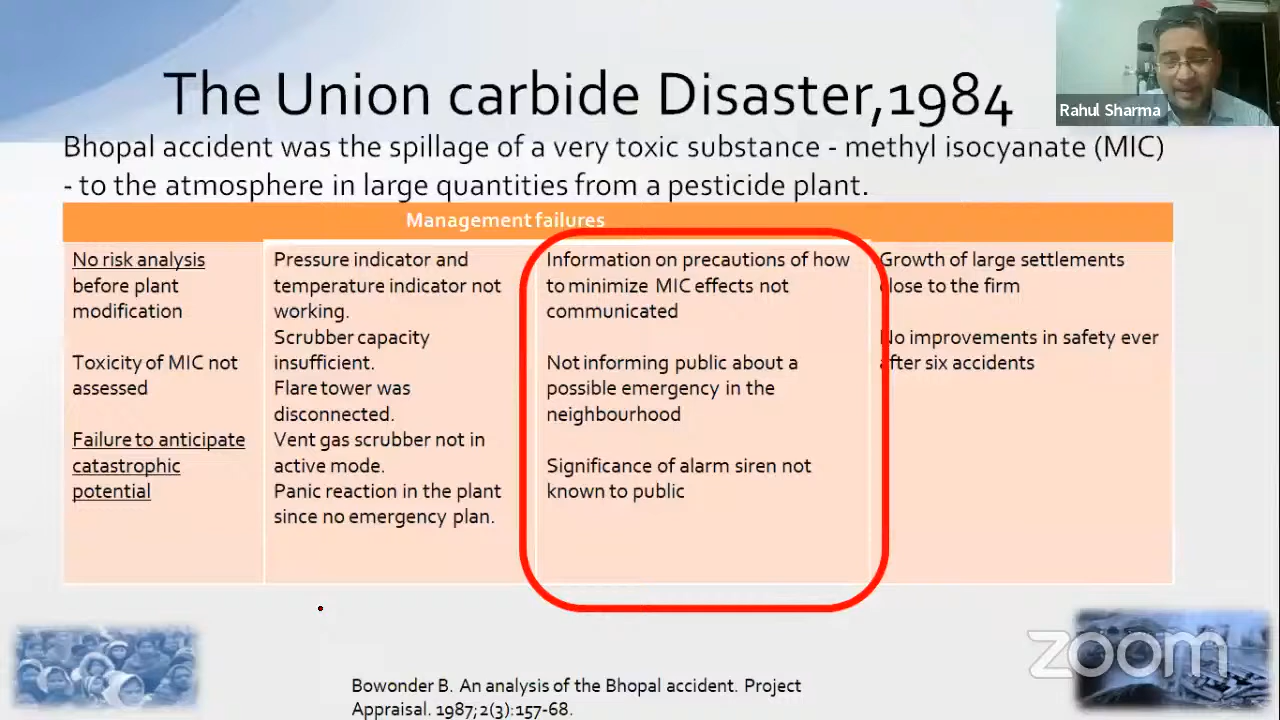 The Union carbide Disaster,1984
Rahul Sharma
Bhopal accident was the spillage of a very toxic substance - methyl isocyanate (MIC)
- to the atmosphere in large quantities from a pesticide plant.
Management failures
No risk analysis
before plant
modification
Toxicity of MIC not
assessed
Failure to anticipate
catastrophic
potential
Pressure indicator and
temperature indicator not
working.
Scrubber capacity
insufficient.
Flare tower was
disconnected.
Vent gas scrubber not in
active mode.
Panic reaction in the plant
since no emergency plan.
Information on precautions of how
to minimize MIC effects not
communicated
Not informing public about a
possible emergency in the
neighbourhood
Significance of alarm siren not
known to public
Growth of large settlements
close to the firm
No improvements in safety ever
after six accidents
zoom
Bowonder B. An analysis of the Bhopal accident. Project
Appraisal. 1987;2(3):157-68.